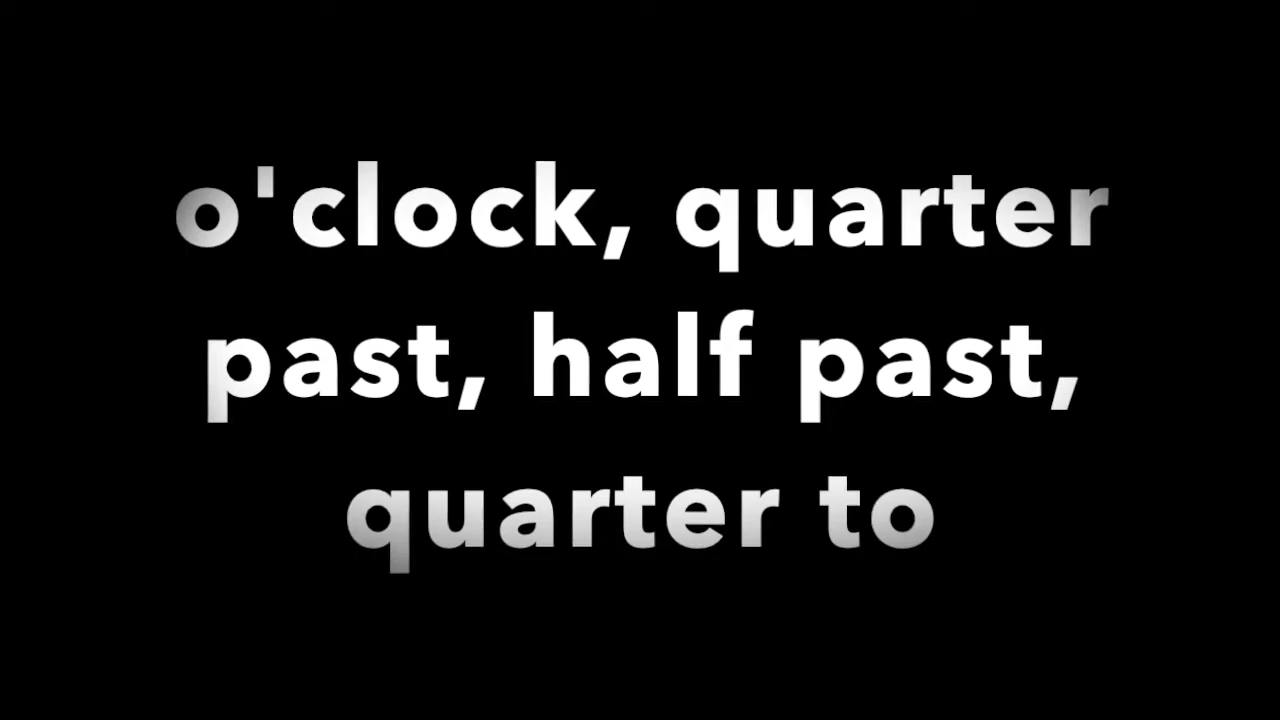 o'clock, quarter
past, half past,
quarter to